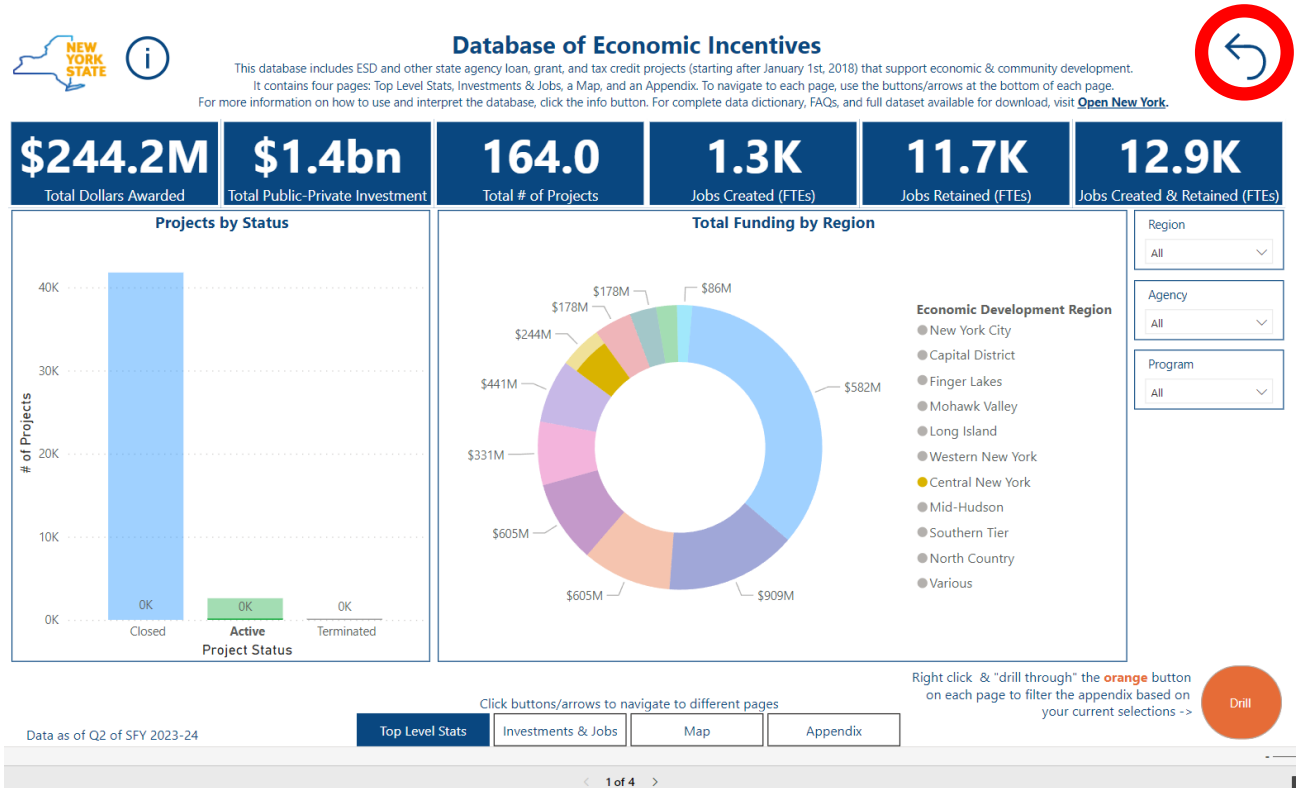 NEW
YORK
STATE
i
Database of Economic Incentives
This database includes ESD and other state agency loan, grant, and tax credit projects (starting after January 1st, 2018) that support economic & community development.
It contains four pages: Top Level Stats, Investments & Jobs, a Map, and an Appendix. To navigate to each page, use the buttons/arrows at the bottom of each page.
For more information on how to use and interpret the database, click the info button. For complete data dictionary, FAQs, and full dataset available for download, visit Open New York.
$244.2M
Total Dollars Awarded
$1.4bn
Total Public-Private Investment
164.0
Total # of Projects
1.3K
Jobs Created (FTEs)
11.7K
Jobs Retained (FTEs)
12.9K
Jobs Created & Retained (FTEs)
Projects by Status
# of Projects
40K
30K
20K
10K
0K
0K
0K
0K
Closed
Active
Terminated
Project Status
Total Funding by Region
$86M
$178M
$178M
$244M
$441M
$331M
$605M
$605M
$909M
$582M
Economic Development Region
New York City
Capital District
Finger Lakes
Mohawk Valley
Long Island
Western New York
Central New York
Mid-Hudson
Southern Tier
North Country
Various
Region
All
Agency
All
Program
All
Right click & "drill through" the orange button
on each page to filter the appendix based on
your current selections ->
Drill
Click buttons/arrows to navigate to different pages
Data as of Q2 of SFY 2023-24
Top Level Stats
Investments & Jobs
Map
Appendix
1 of 4